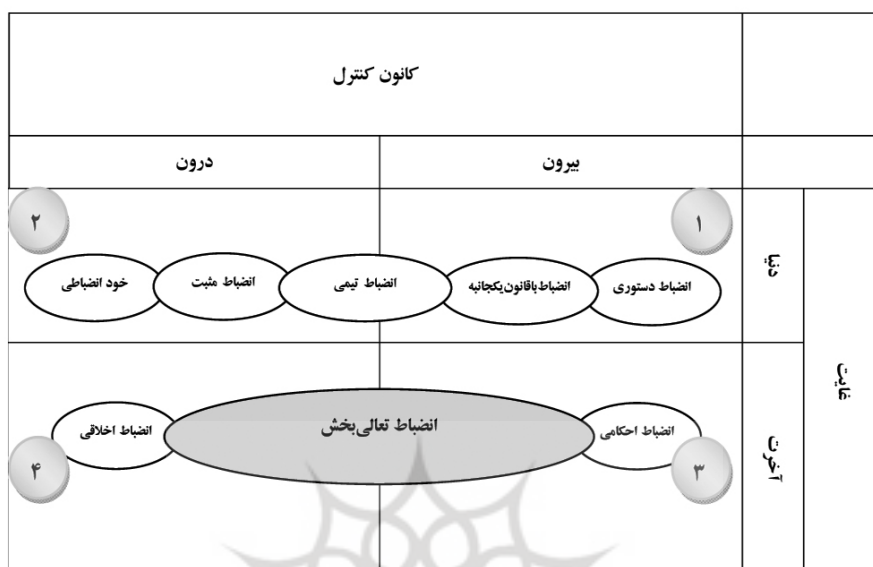 کانون کنترل
بیرون
درون
غایت
دنیا
۱
۲
انضباط دستوری
انضباط باقانون یکجانبه
انضباط تیمی
انضباط مثبت
خود انضباطی
آخرت
انضباط احکامی
انضباط تعالی‌بخش
انضباط اخلاقی
۳
۴